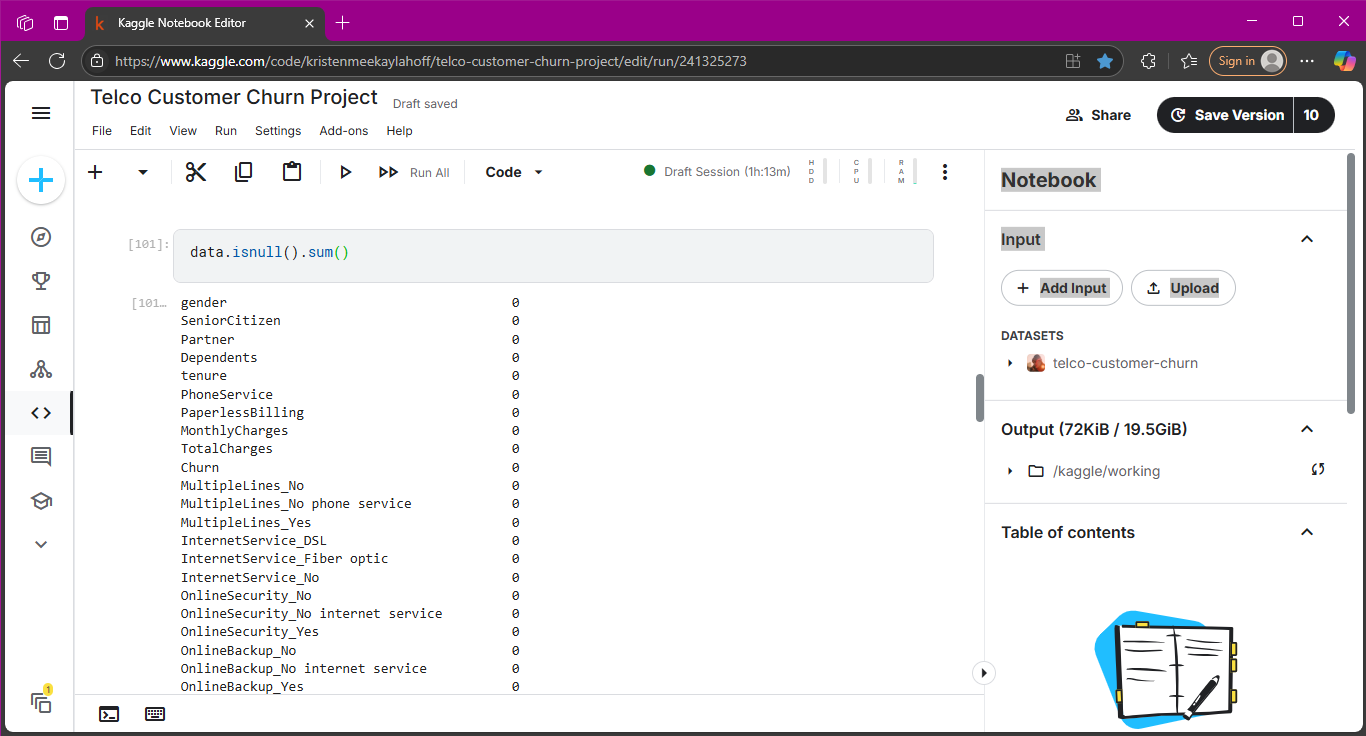 Kaggle Notebook Editor
https://www.kaggle.com/code/kristenmeekaylahoff/telco-customer-churn-project/edit/run/241325273
Sign in
Telco Customer Churn Project
Draft saved
File Edit View Run Settings Add-ons Help
Share
Save Version
10
Run All
Code
Draft Session (1h:13m)
HDD
CPU
RAM
[101]:
data.isnull().sum()
[101...
gender 0
SeniorCitizen 0
Partner 0
Dependents 0
tenure 0
PhoneService 0
PaperlessBilling 0
MonthlyCharges 0
TotalCharges 0
Churn 0
MultipleLines_No 0
MultipleLines_No phone service 0
MultipleLines_Yes 0
InternetService_DSL 0
InternetService_Fiber optic 0
InternetService_No 0
OnlineSecurity_No 0
OnlineSecurity_No internet service 0
OnlineSecurity_Yes 0
OnlineBackup_No 0
OnlineBackup_No internet service 0
OnlineBackup_Yes 0
Notebook
Input
Add Input
Upload
DATASETS
telco-customer-churn
Output (72KiB / 19.5GiB)
/kaggle/working
Table of contents
1